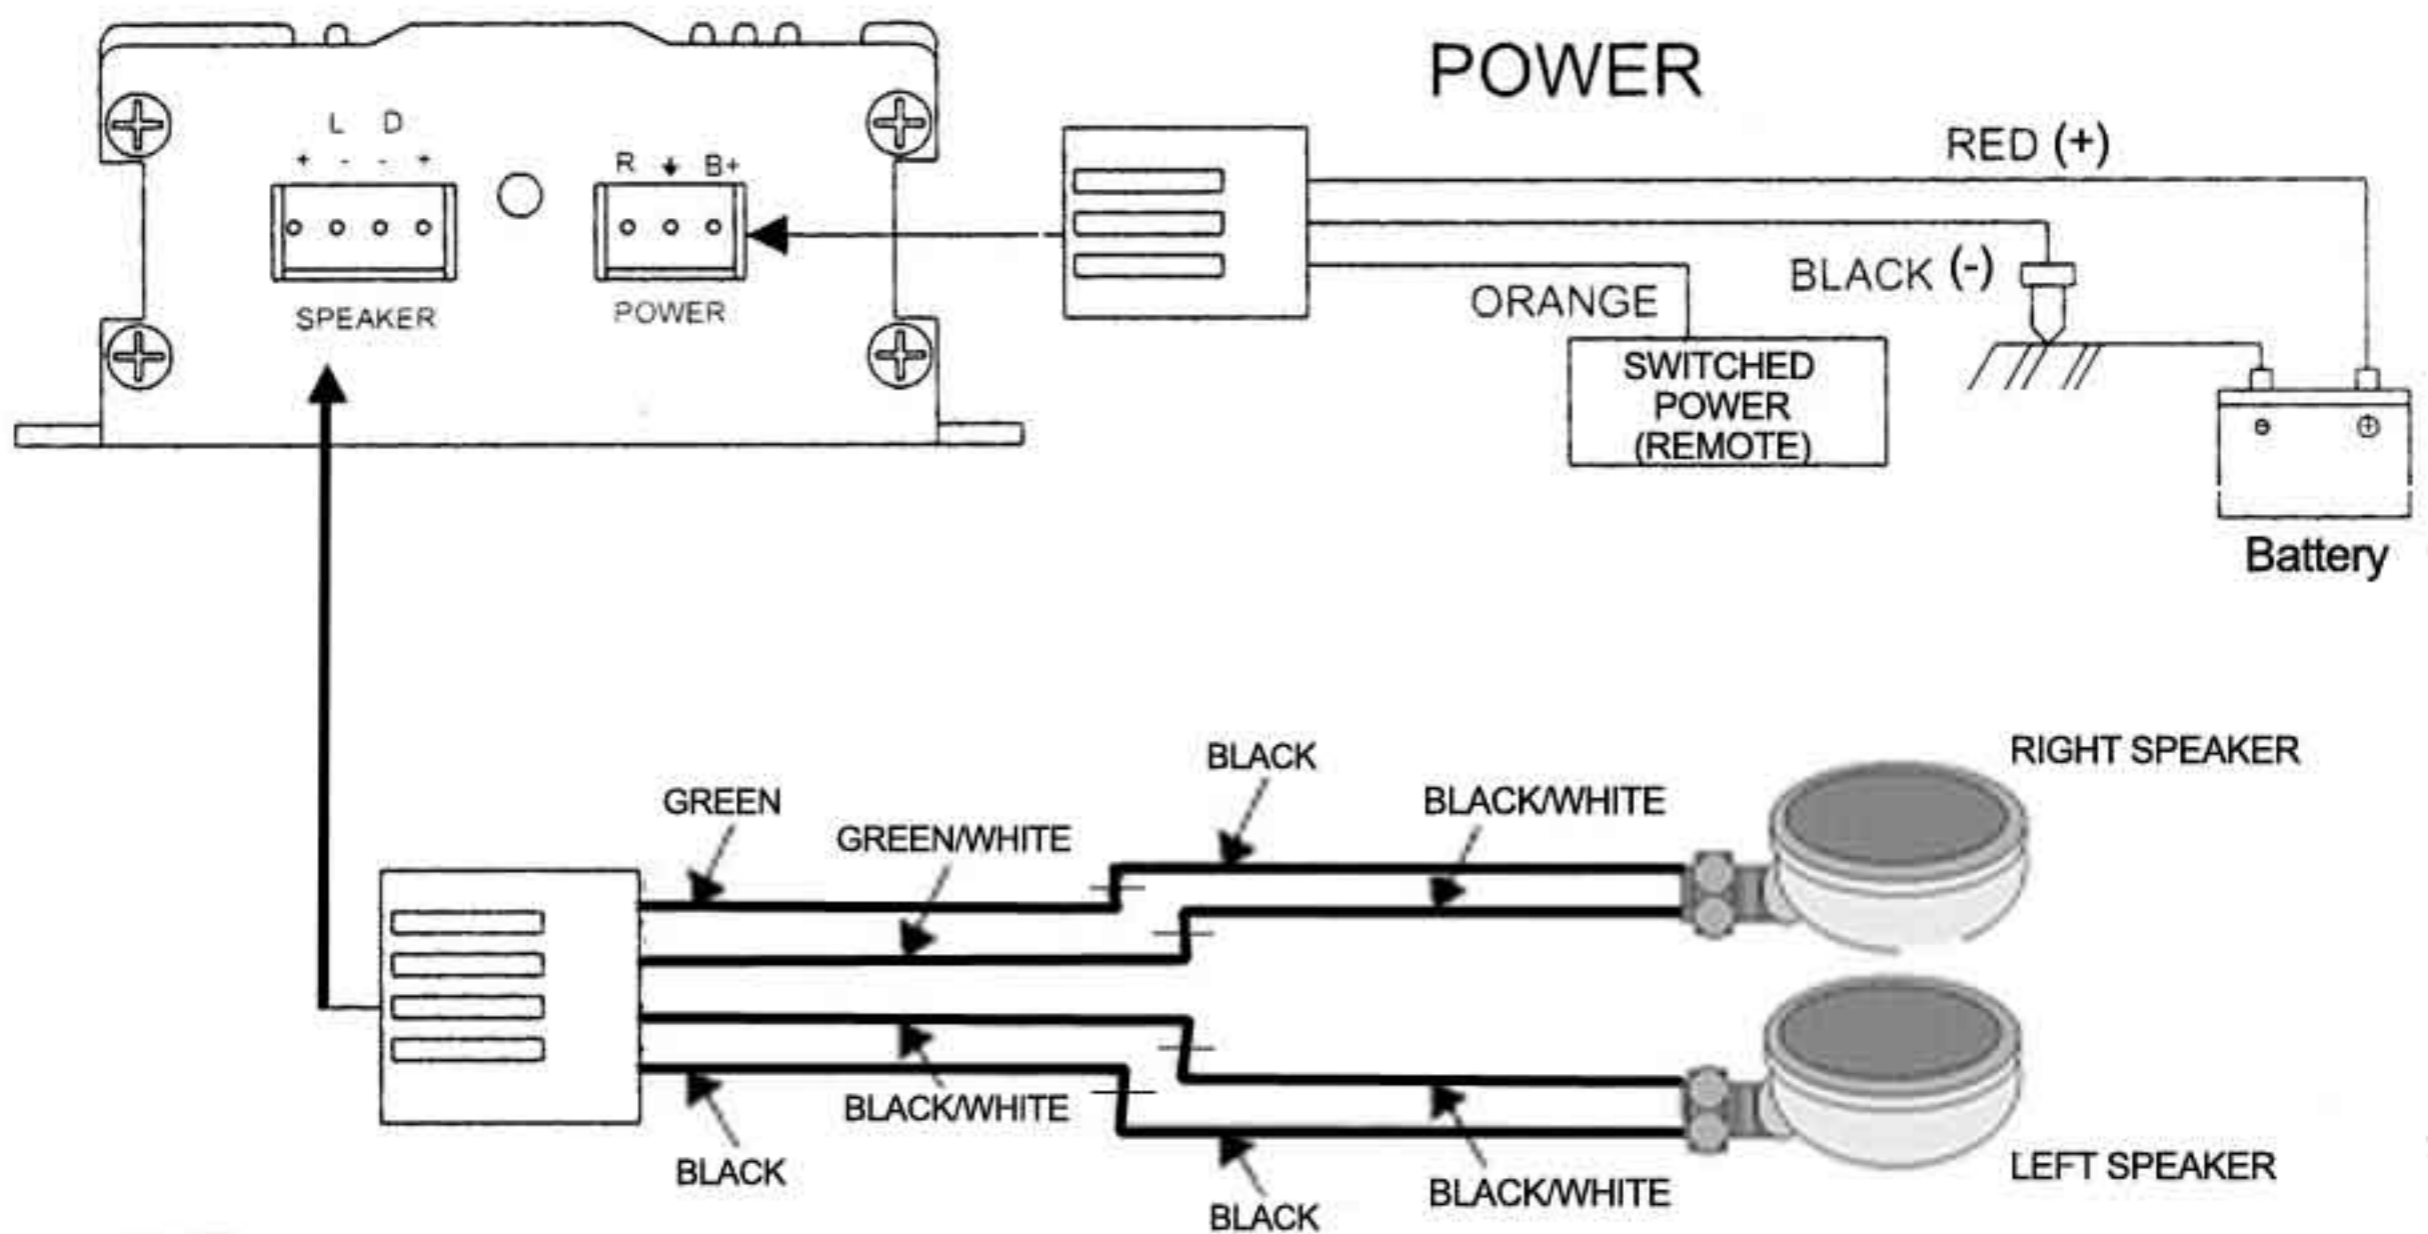 POWER
L D
+ - - +
R B+
SPEAKER
POWER
RED (+)
BLACK (-)
ORANGE
SWITCHED
POWER
(REMOTE)
Battery
RIGHT SPEAKER
BLACK
BLACK/WHITE
GREEN
GREEN/WHITE
BLACK/WHITE
BLACK
BLACK/WHITE
BLACK
LEFT SPEAKER